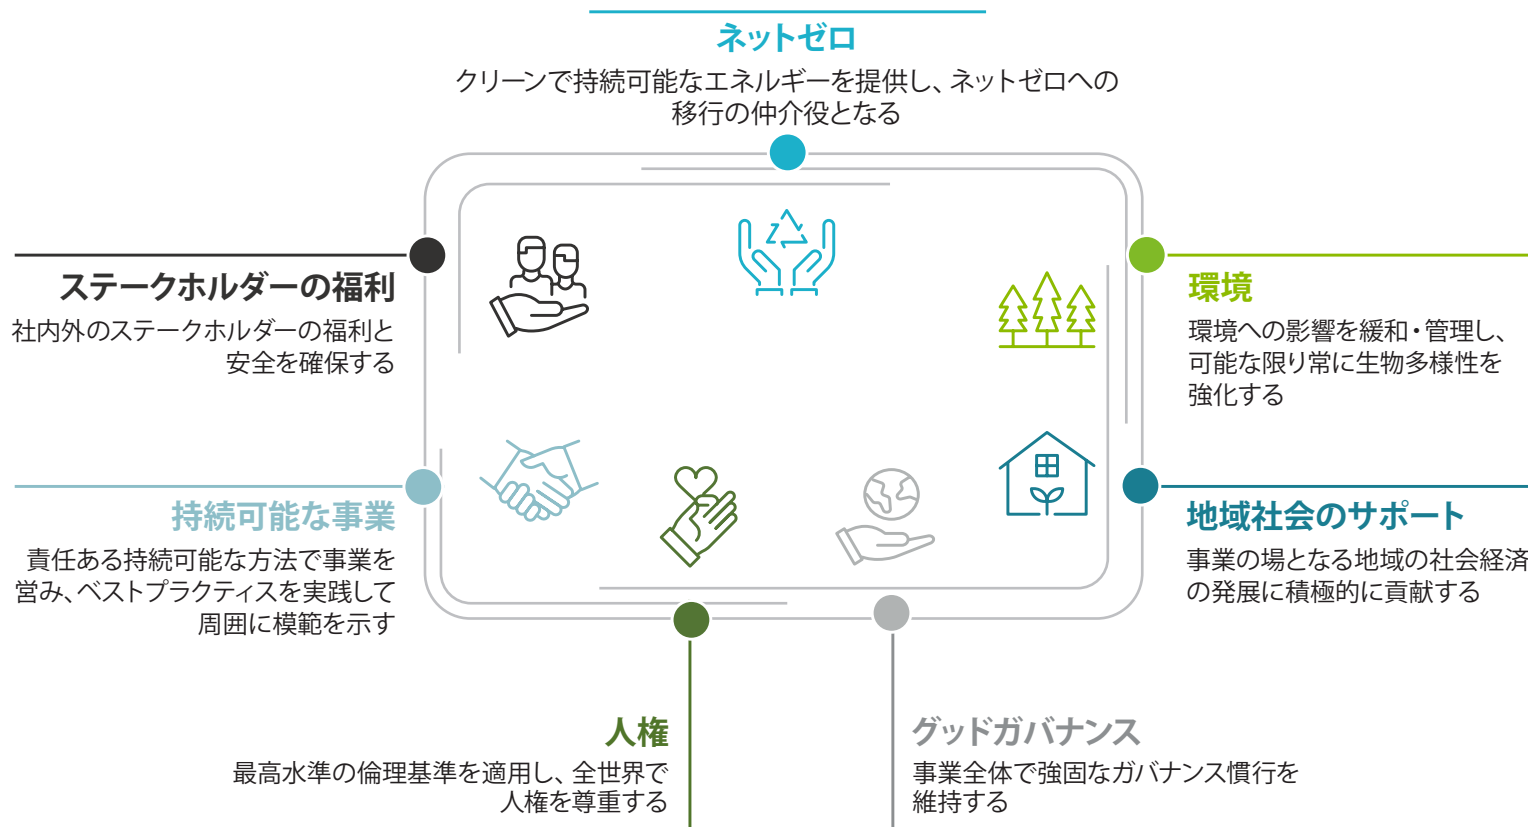 ネットゼロ
クリーンで持続可能なエネルギーを提供し、ネットゼロへの
移行の仲介役となる
ステークホルダーの福利
社内外のステークホルダーの福利と
安全を確保する
環境
環境への影響を緩和・管理し、
可能な限り常に生物多様性を
強化する
持続可能な事業
責任ある持続可能な方法で事業を
営み、ベストプラクティスを実践して
周囲に模範を示す
地域社会のサポート
事業の場となる地域の社会経済
の発展に積極的に貢献する
人権
最高水準の倫理基準を適用し、全世界で
人権を尊重する
グッドガバナンス
事業全体で強固なガバナンス慣行を
維持する